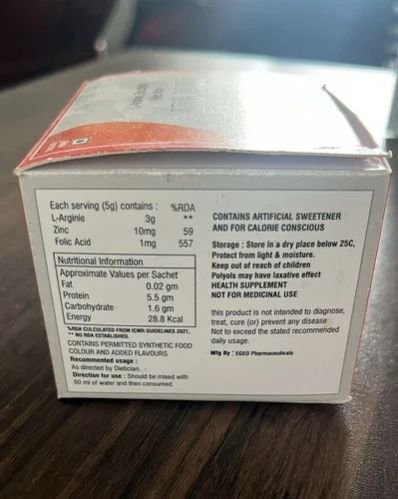 Each serving (5g) contains : %RDA
L-Arginie 3g **
Zinc 10mg 59
Folic Acid 1mg 557
Nutritional Information
Approximate Values per Sachet
Fat 0.02 gm
Protein 5.5 gm
Carbohydrate 1.6 gm
Energy 28.8 Kcal
%RDA CULCULATED FROM ICMR GUIDELINES 2021.
** NO RDA ESTABLISHED.
CONTAINS PERMITTED SYNTHETIC FOOD
COLOUR AND ADDED FLAVOURS
Recommented usage :
As directed by Dietician.
Direction for use : Should be mixed with
60 ml of water and then consumed.
CONTAINS ARTIFICIAL SWEETENER
AND FOR CALORIE CONSCIOUS
Storage : Store in a dry place below 25C,
Protect from light & moisture.
Keep out of reach of children
Polyols may have laxative effect
HEALTH SUPPLEMENT
NOT FOR MEDICINAL USE
this product is not intended to diagnose,
treat, cure (or) prevent any disease
Not to exceed the stated recommended
daily usage.
Mfg By : EGEO Pharmaceuticals